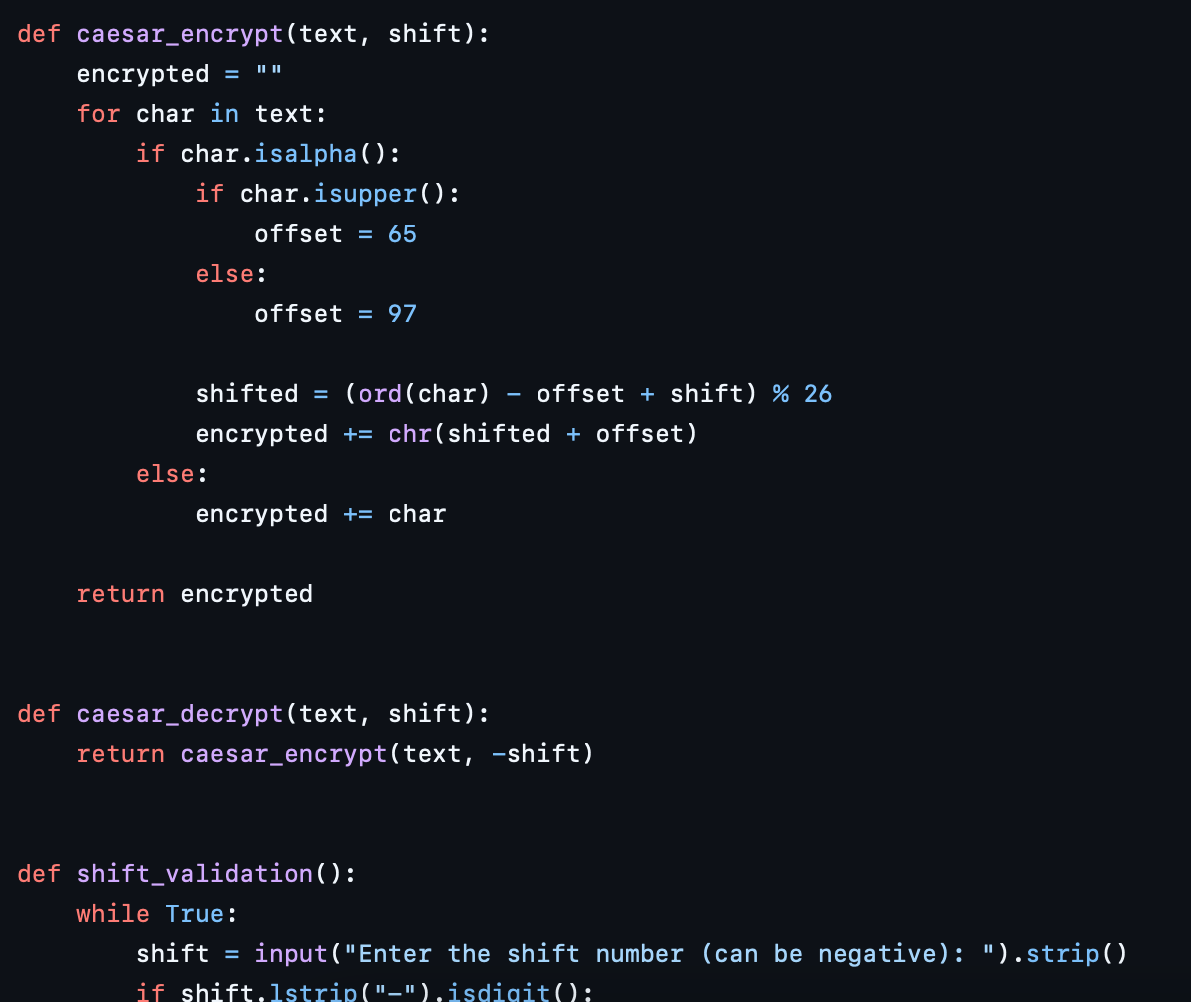 def caesar_encrypt(text, shift):
    encrypted = ""
    for char in text:
        if char.isalpha():
            if char.isupper():
                offset = 65
            else:
                offset = 97

            shifted = (ord(char) - offset + shift) % 26
            encrypted += chr(shifted + offset)
        else:
            encrypted += char

    return encrypted


def caesar_decrypt(text, shift):
    return caesar_encrypt(text, -shift)


def shift_validation():
    while True:
        shift = input("Enter the shift number (can be negative): ").strip()
        if shift.lstrip("-").isdigit():